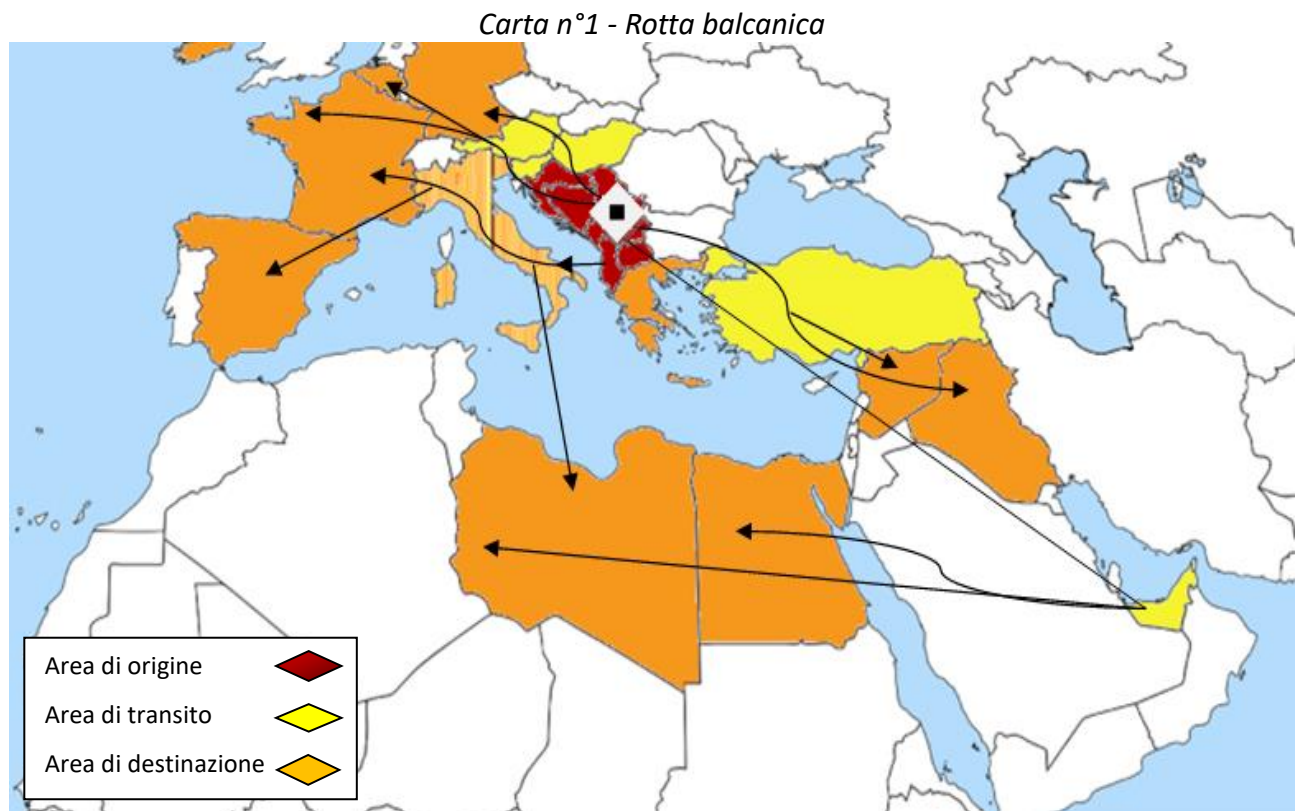 Carta n°1 - Rotta balcanica
Area di origine
Area di transito
Area di destinazione